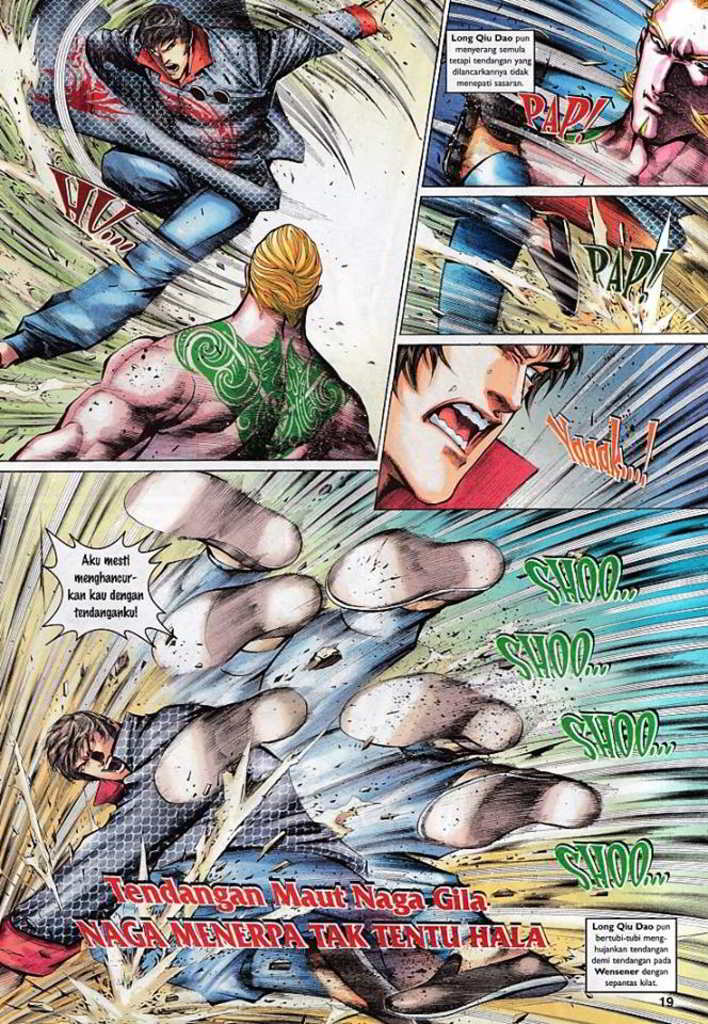 HU...
Long Qiu Dao pun
menyerang semula
tetapi tendangan yang
dilancarkannya tidak
menepati sasaran.
PAP!
PAP!
Yaaak...!
Aku mesti
menghancur-
kan kau dengan
tendanganku!
SHOO...
SHOO...
SHOO...
SHOO...
Tendangan Maut Naga Gila
NAGA MENERPA TAK TENTU HALA
Long Qiu Dao pun
bertubi-tubi meng-
hujankan tendangan
demi tendangan pada
Wensener dengan
sepantas kilat.
19